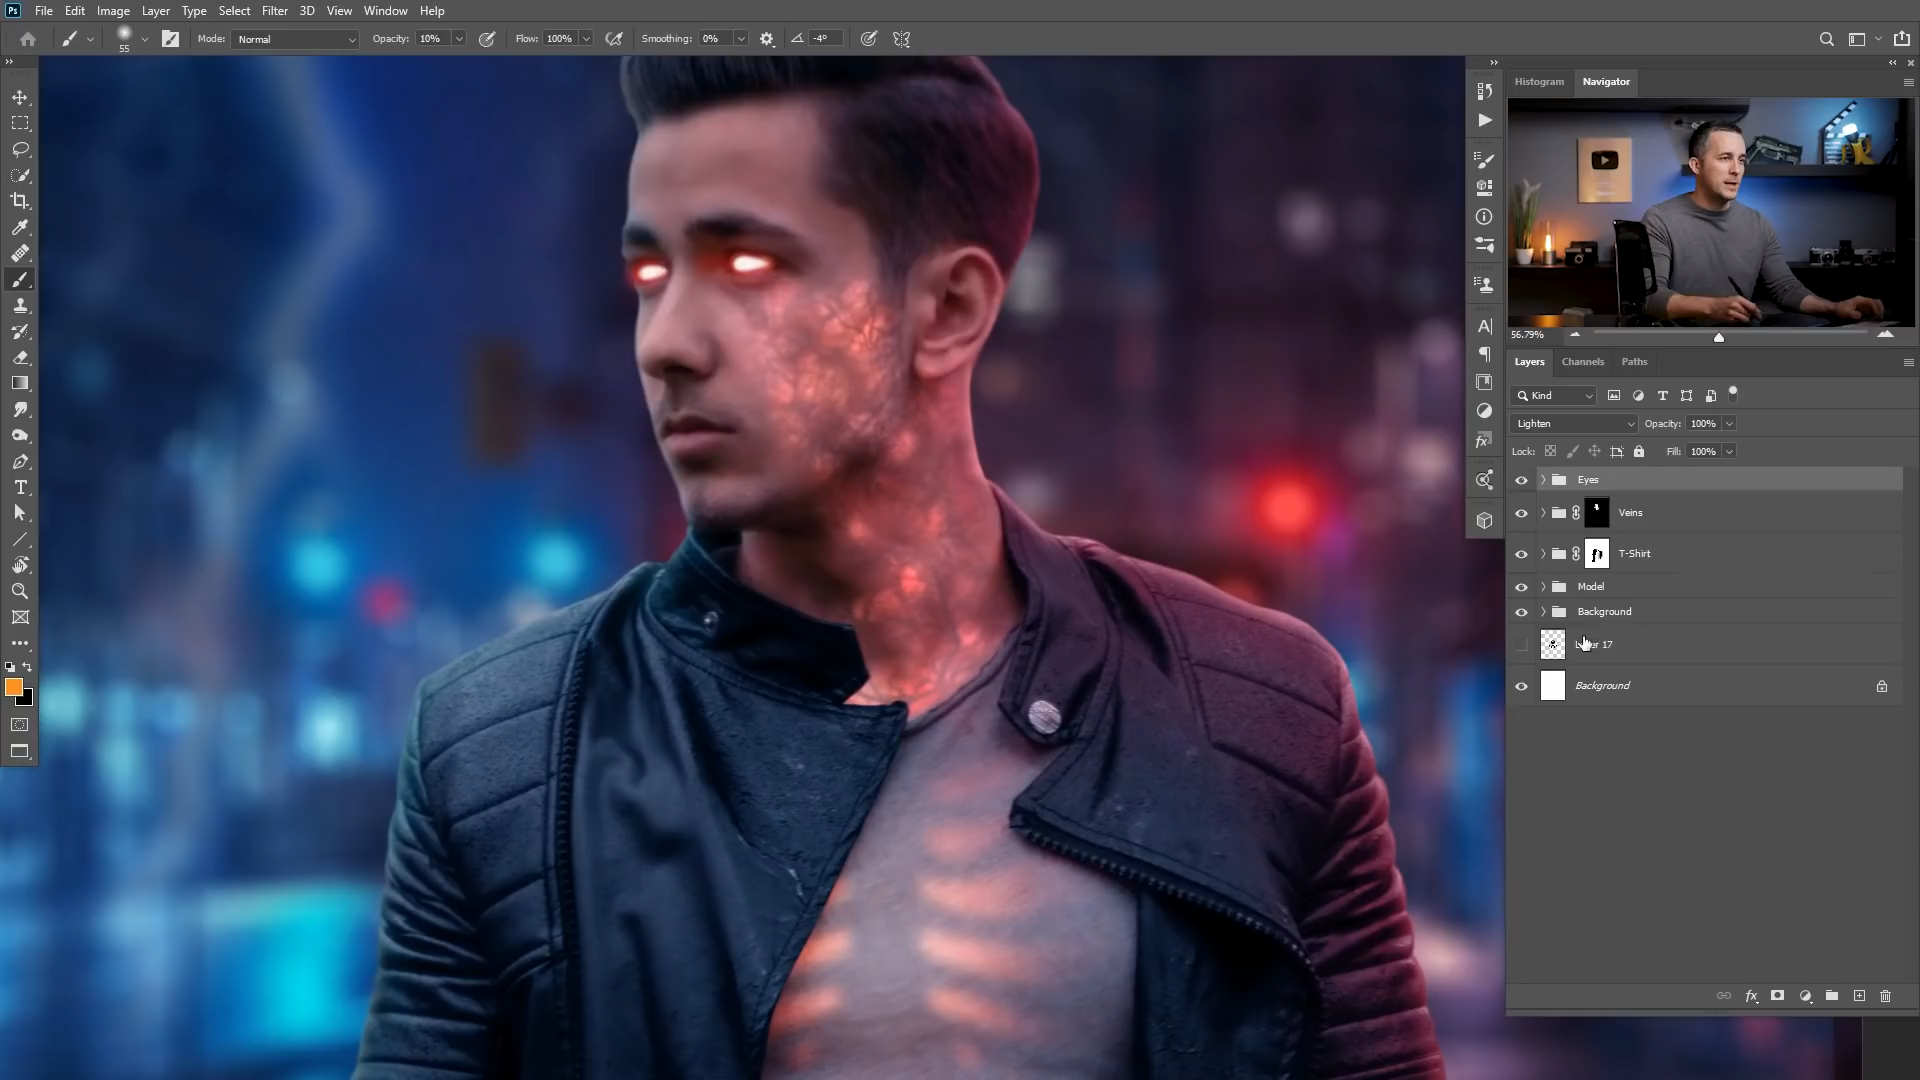 Ps File Edit Image Layer Type Select Filter 3D View Window Help
55 Mode: Normal Opacity: 10% Flow: 100% Smoothing: 0% -4°
Histogram Navigator
56.79%
Layers Channels Paths
Kind
Lighten Opacity: 100%
Lock: Fill: 100%
Eyes
Veins
T-Shirt
Model
Background
17
Background